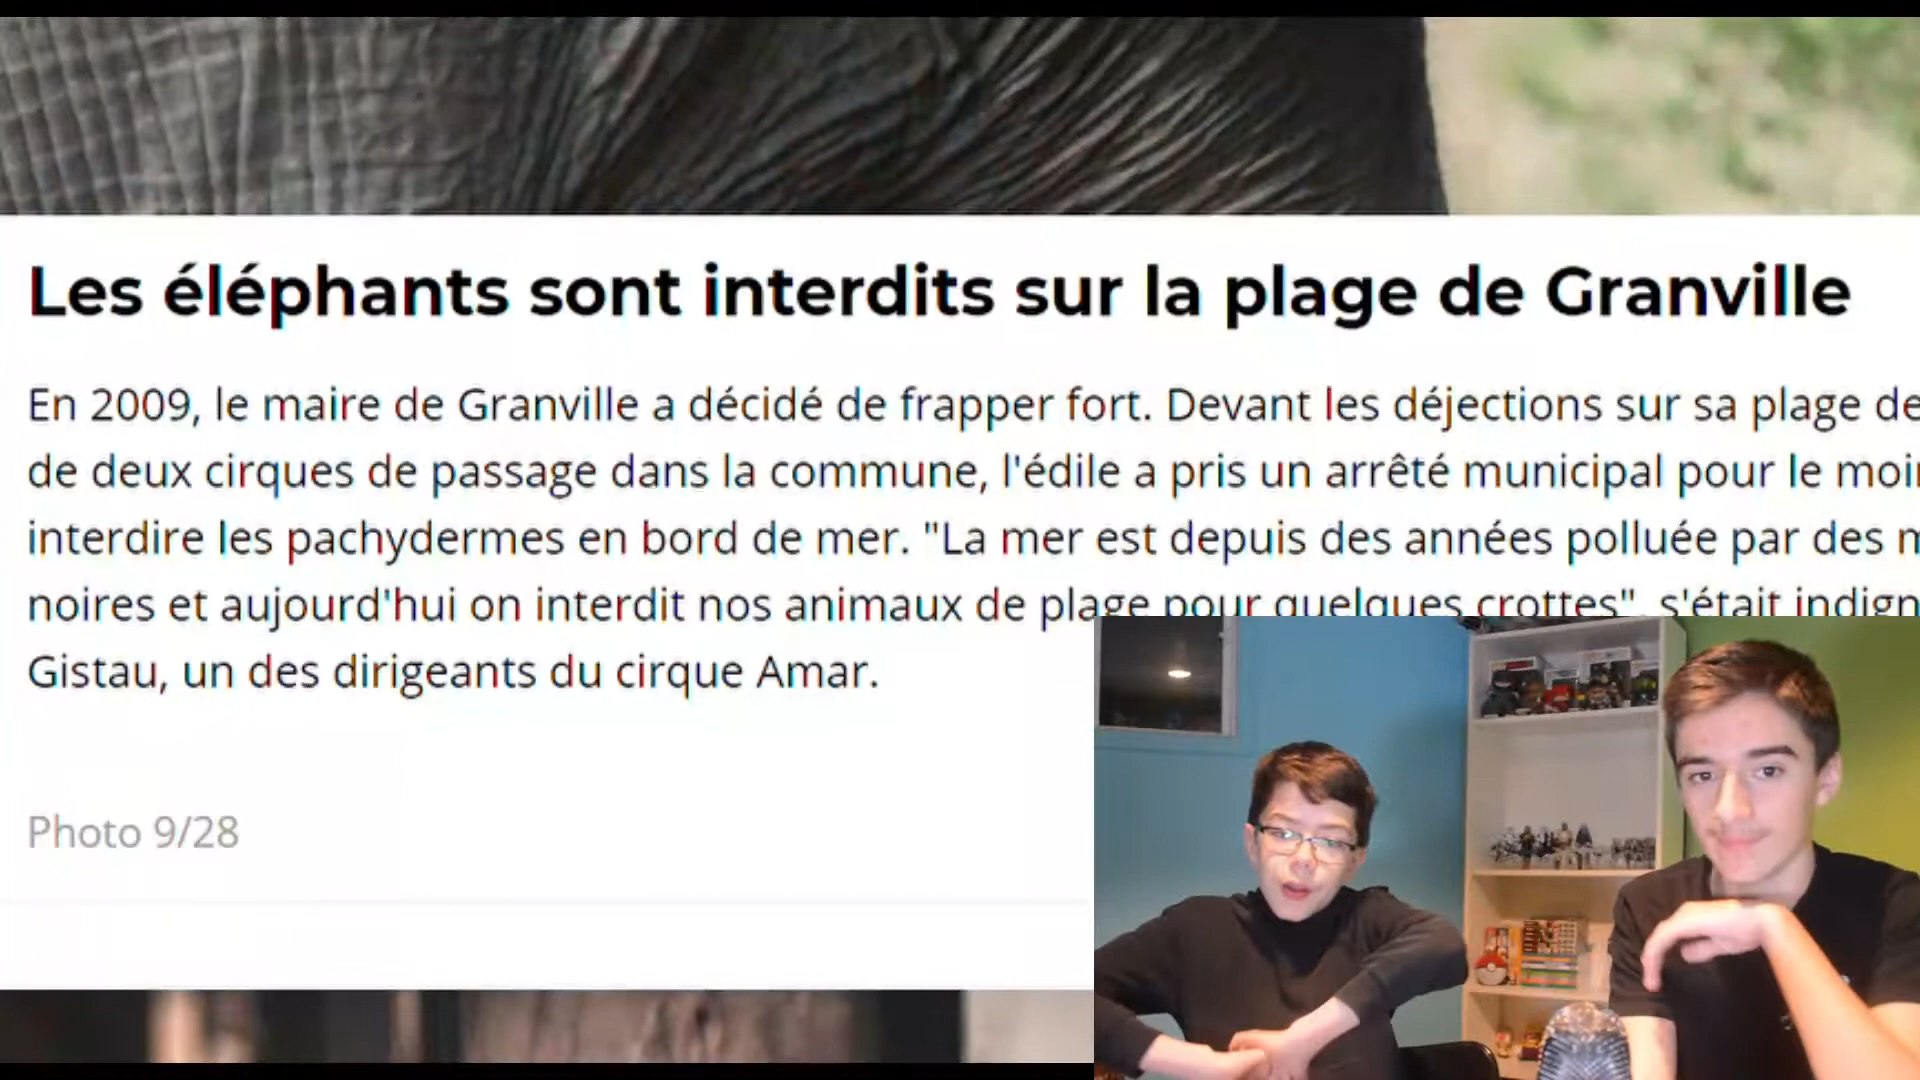 Les éléphants sont interdits sur la plage de Granville
En 2009, le maire de Granville a décidé de frapper fort. Devant les déjections sur sa plage de
de deux cirques de passage dans la commune, l'édile a pris un arrêté municipal pour le
interdire les pachydermes en bord de mer. "La mer est depuis des années polluée par des
noires et aujourd'hui on interdit nos animaux de plage pour quelques crottes", s'était
Gistau, un des dirigeants du cirque Amar.
Photo 9/28